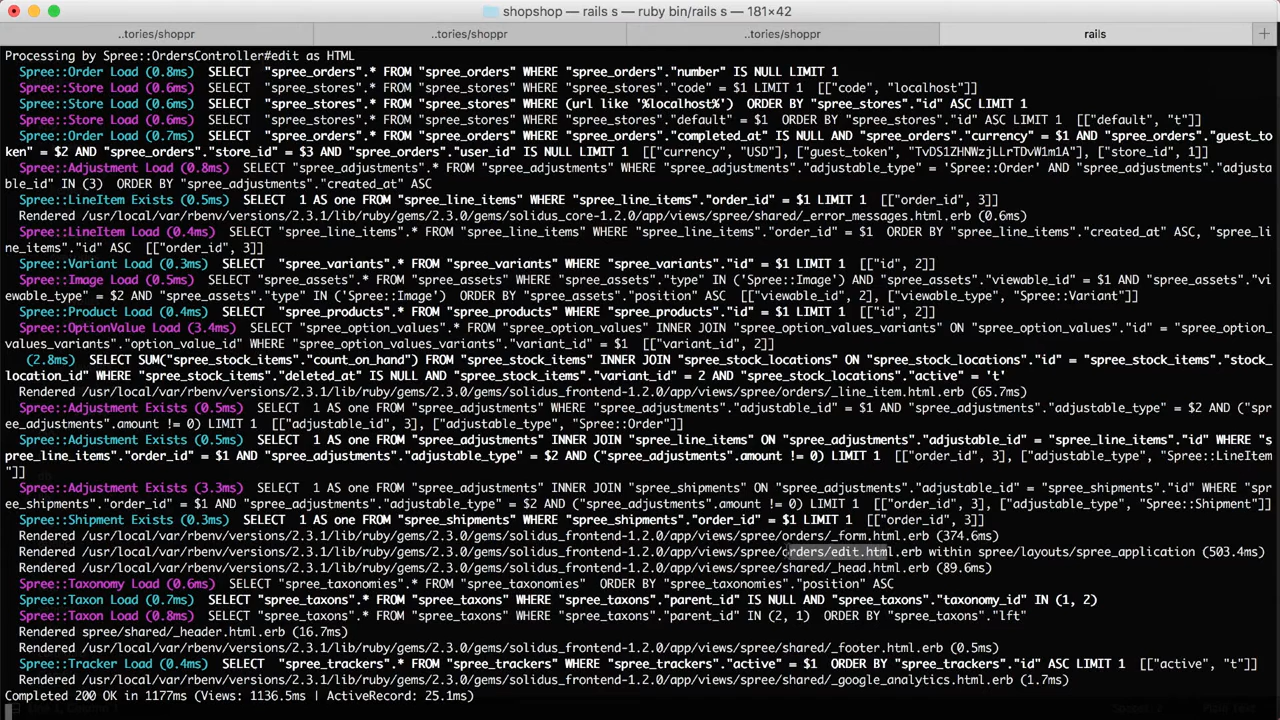 shopshop — rails s — ruby bin/rails s — 181×42
..tories/shoppr
..tories/shoppr
..tories/shoppr
rails
Processing by Spree::OrdersController#edit as HTML
Spree::Order Load (0.8ms)  SELECT  "spree_orders".* FROM "spree_orders" WHERE "spree_orders"."number" IS NULL LIMIT 1
Spree::Store Load (0.6ms)  SELECT  "spree_stores".* FROM "spree_stores" WHERE "spree_stores"."code" = $1 LIMIT 1  [["code", "localhost"]]
Spree::Store Load (0.6ms)  SELECT  "spree_stores".* FROM "spree_stores" WHERE (url like '%localhost%')  ORDER BY "spree_stores"."id" ASC LIMIT 1
Spree::Store Load (0.6ms)  SELECT  "spree_stores".* FROM "spree_stores" WHERE "spree_stores"."default" = $1  ORDER BY "spree_stores"."id" ASC LIMIT 1  [["default", "t"]]
Spree::Order Load (0.7ms)  SELECT  "spree_orders".* FROM "spree_orders" WHERE "spree_orders"."completed_at" IS NULL AND "spree_orders"."currency" = $1 AND "spree_orders"."guest_to
ken" = $2 AND "spree_orders"."store_id" = $3 AND "spree_orders"."user_id" IS NULL LIMIT 1  [["currency", "USD"], ["guest_token", "TvDS1ZHNWzjLLrTDvW1m1A"], ["store_id", 1]]
Spree::Adjustment Load (0.8ms)  SELECT "spree_adjustments".* FROM "spree_adjustments" WHERE "spree_adjustments"."adjustable_type" = 'Spree::Order' AND "spree_adjustments"."adjusta
ble_id" IN (3)  ORDER BY "spree_adjustments"."created_at" ASC
Spree::LineItem Exists (0.5ms)  SELECT  1 AS one FROM "spree_line_items" WHERE "spree_line_items"."order_id" = $1 LIMIT 1  [["order_id", 3]]
Rendered /usr/local/var/rbenv/versions/2.3.1/lib/ruby/gems/2.3.0/gems/solidus_core-1.2.0/app/views/spree/shared/_error_messages.html.erb (0.6ms)
Spree::LineItem Load (0.4ms)  SELECT "spree_line_items".* FROM "spree_line_items" WHERE "spree_line_items"."order_id" = $1  ORDER BY "spree_line_items"."created_at" ASC, "spree_li
ne_items"."id" ASC  [["order_id", 3]]
Spree::Variant Load (0.3ms)  SELECT  "spree_variants".* FROM "spree_variants" WHERE "spree_variants"."id" = $1 LIMIT 1  [["id", 2]]
Spree::Image Load (0.5ms)  SELECT "spree_assets".* FROM "spree_assets" WHERE "spree_assets"."type" IN ('Spree::Image') AND "spree_assets"."viewable_id" = $1 AND "spree_assets"."vi
ewable_type" = $2 AND "spree_assets"."type" IN ('Spree::Image')  ORDER BY "spree_assets"."position" ASC  [["viewable_id", 2], ["viewable_type", "Spree::Variant"]]
Spree::Product Load (0.4ms)  SELECT  "spree_products".* FROM "spree_products" WHERE "spree_products"."id" = $1 LIMIT 1  [["id", 2]]
Spree::OptionValue Load (3.4ms)  SELECT "spree_option_values".* FROM "spree_option_values" INNER JOIN "spree_option_values_variants" ON "spree_option_values"."id" = "spree_option_
values_variants"."option_value_id" WHERE "spree_option_values_variants"."variant_id" = $1  [["variant_id", 2]]
(2.8ms)  SELECT SUM("spree_stock_items"."count_on_hand") FROM "spree_stock_items" INNER JOIN "spree_stock_locations" ON "spree_stock_locations"."id" = "spree_stock_items"."stock_
location_id" WHERE "spree_stock_items"."deleted_at" IS NULL AND "spree_stock_items"."variant_id" = 2 AND "spree_stock_locations"."active" = 't'
Rendered /usr/local/var/rbenv/versions/2.3.1/lib/ruby/gems/2.3.0/gems/solidus_frontend-1.2.0/app/views/spree/orders/_line_item.html.erb (65.7ms)
Spree::Adjustment Exists (0.5ms)  SELECT  1 AS one FROM "spree_adjustments" WHERE "spree_adjustments"."adjustable_id" = $1 AND "spree_adjustments"."adjustable_type" = $2 AND ("spr
ee_adjustments".amount != 0) LIMIT 1  [["adjustable_id", 3], ["adjustable_type", "Spree::Order"]]
Spree::Adjustment Exists (0.5ms)  SELECT  1 AS one FROM "spree_adjustments" INNER JOIN "spree_line_items" ON "spree_adjustments"."adjustable_id" = "spree_line_items"."id" WHERE "s
pree_line_items"."order_id" = $1 AND "spree_adjustments"."adjustable_type" = $2 AND ("spree_adjustments".amount != 0) LIMIT 1  [["order_id", 3], ["adjustable_type", "Spree::LineItem
"]]
Spree::Adjustment Exists (3.3ms)  SELECT  1 AS one FROM "spree_adjustments" INNER JOIN "spree_shipments" ON "spree_adjustments"."adjustable_id" = "spree_shipments"."id" WHERE "spr
ee_shipments"."order_id" = $1 AND "spree_adjustments"."adjustable_type" = $2 AND ("spree_adjustments".amount != 0) LIMIT 1  [["order_id", 3], ["adjustable_type", "Spree::Shipment"]]
Spree::Shipment Exists (0.3ms)  SELECT  1 AS one FROM "spree_shipments" WHERE "spree_shipments"."order_id" = $1 LIMIT 1  [["order_id", 3]]
Rendered /usr/local/var/rbenv/versions/2.3.1/lib/ruby/gems/2.3.0/gems/solidus_frontend-1.2.0/app/views/spree/orders/_form.html.erb (374.6ms)
Rendered /usr/local/var/rbenv/versions/2.3.1/lib/ruby/gems/2.3.0/gems/solidus_frontend-1.2.0/app/views/spree/orders/edit.html.erb within spree/layouts/spree_application (503.4ms)
Rendered /usr/local/var/rbenv/versions/2.3.1/lib/ruby/gems/2.3.0/gems/solidus_frontend-1.2.0/app/views/spree/shared/_head.html.erb (89.6ms)
Spree::Taxonomy Load (0.6ms)  SELECT "spree_taxonomies".* FROM "spree_taxonomies"  ORDER BY "spree_taxonomies"."position" ASC
Spree::Taxon Load (0.7ms)  SELECT "spree_taxons".* FROM "spree_taxons" WHERE "spree_taxons"."parent_id" IS NULL AND "spree_taxons"."taxonomy_id" IN (1, 2)
Spree::Taxon Load (0.8ms)  SELECT "spree_taxons".* FROM "spree_taxons" WHERE "spree_taxons"."parent_id" IN (2, 1)  ORDER BY "spree_taxons"."lft"
Rendered spree/shared/_header.html.erb (16.7ms)
Rendered /usr/local/var/rbenv/versions/2.3.1/lib/ruby/gems/2.3.0/gems/solidus_frontend-1.2.0/app/views/spree/shared/_footer.html.erb (0.5ms)
Spree::Tracker Load (0.4ms)  SELECT  "spree_trackers".* FROM "spree_trackers" WHERE "spree_trackers"."active" = $1  ORDER BY "spree_trackers"."id" ASC LIMIT 1  [["active", "t"]]
Rendered /usr/local/var/rbenv/versions/2.3.1/lib/ruby/gems/2.3.0/gems/solidus_frontend-1.2.0/app/views/spree/shared/_google_analytics.html.erb (1.7ms)
Completed 200 OK in 1177ms (Views: 1136.5ms | ActiveRecord: 25.1ms)